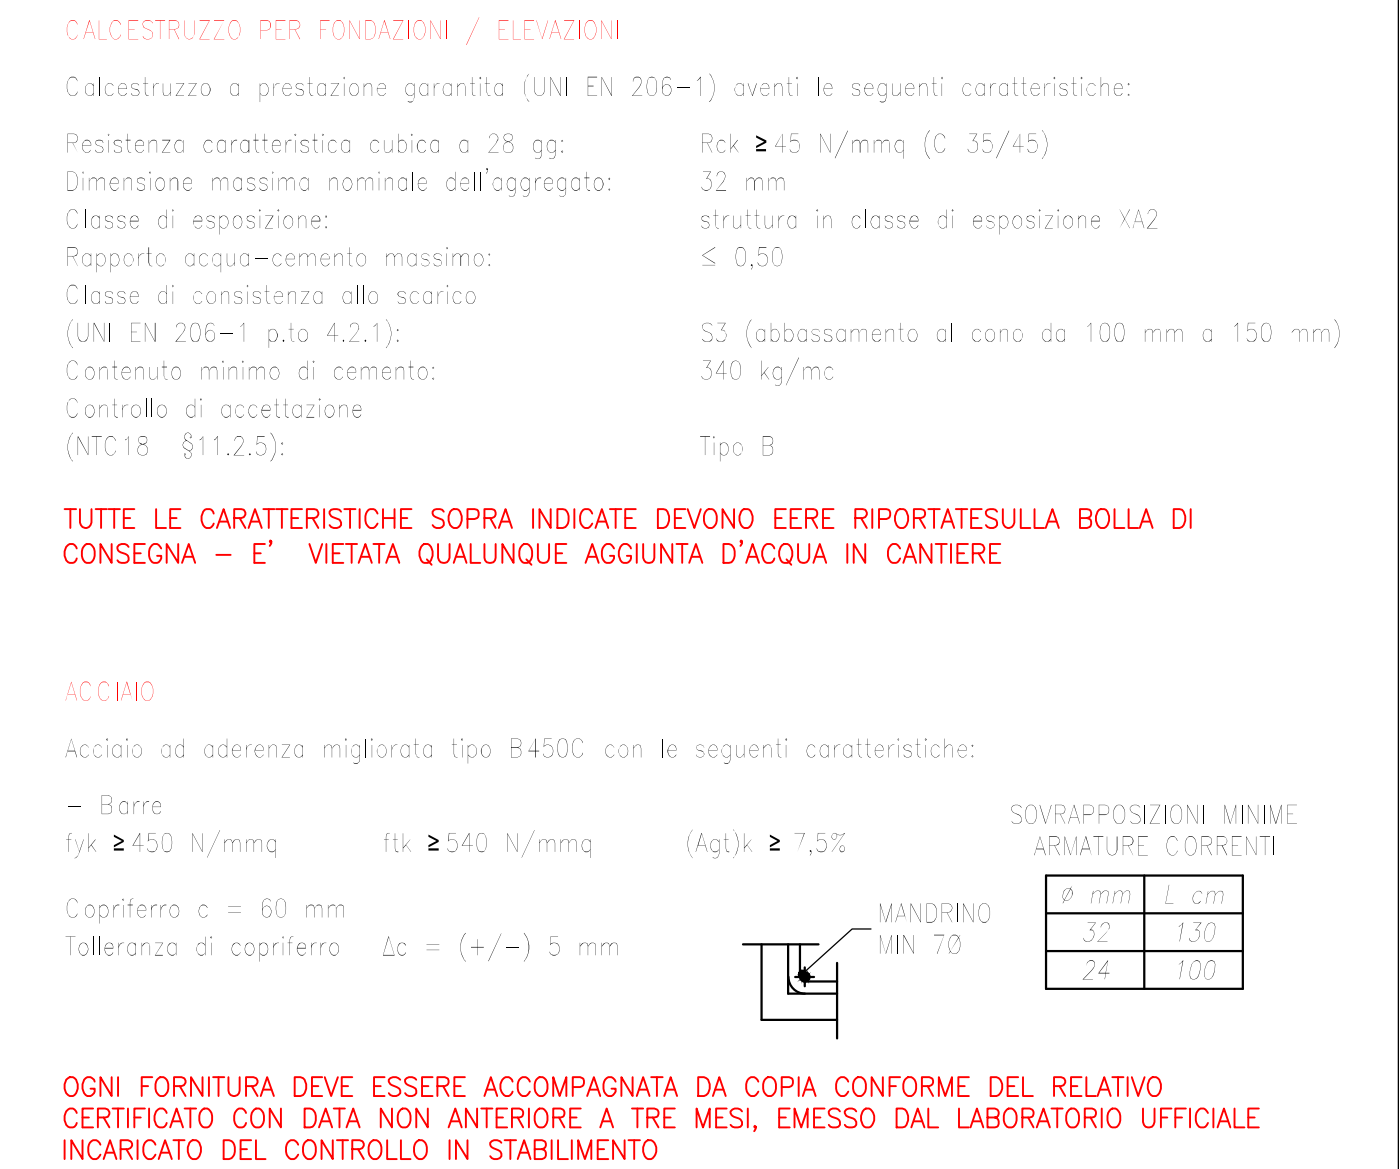 CALCESTRUZZO PER FONDAZIONI / ELEVAZIONI
Calcestruzzo a prestazione garantita (UNI EN 206-1) aventi le seguenti caratteristiche:
Resistenza caratteristica cubica a 28 gg: Rck ≥45 N/mmq (C 35/45)
Dimensione massima nominale dell'aggregato: 32 mm
Classe di esposizione: struttura in classe di esposizione XA2
Rapporto acqua-cemento massimo: ≤ 0,50
Classe di consistenza allo scarico
(UNI EN 206-1 p.to 4.2.1): S3 (abbassamento al cono da 100 mm a 150 mm)
Contenuto minimo di cemento: 340 kg/mc
Controllo di accettazione
(NTC18 §11.2.5): Tipo B
TUTTE LE CARATTERISTICHE SOPRA INDICATE DEVONO EERE RIPORTATESULLA BOLLA DI
CONSEGNA - E' VIETATA QUALUNQUE AGGIUNTA D'ACQUA IN CANTIERE
ACCIAIO
Acciaio ad aderenza migliorata tipo B450C con le seguenti caratteristiche:
- Barre
fyk ≥450 N/mmq ftk ≥540 N/mmq (Agt)k ≥ 7,5%
Copriferro c = 60 mm
Tolleranza di copriferro Δc = (+/-) 5 mm
MANDRINO
MIN 7Ø
SOVRAPPOSIZIONI MINIME
ARMATURE CORRENTI
ø mm L cm
32 130
24 100
OGNI FORNITURA DEVE ESSERE ACCOMPAGNATA DA COPIA CONFORME DEL RELATIVO
CERTIFICATO CON DATA NON ANTERIORE A TRE MESI, EMESSO DAL LABORATORIO UFFICIALE
INCARICATO DEL CONTROLLO IN STABILIMENTO